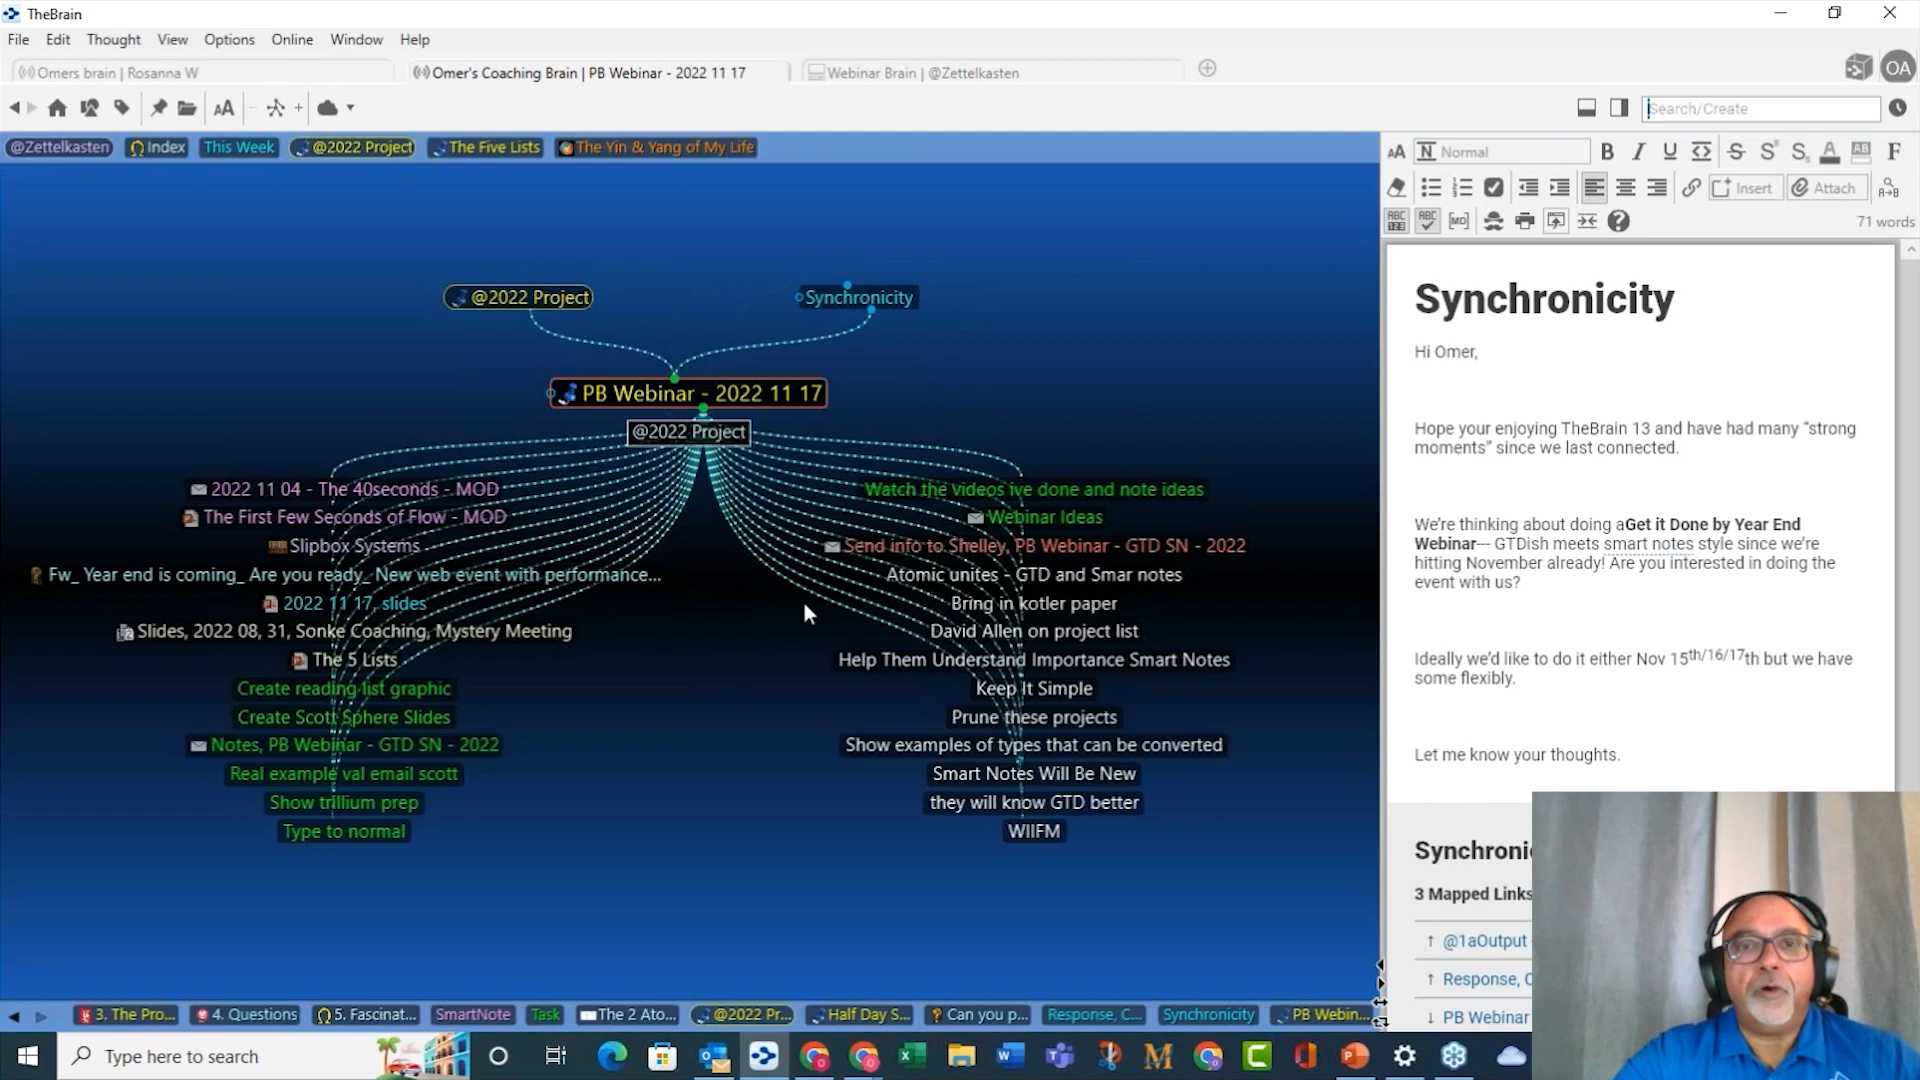 TheBrain
File Edit Thought View Options Online Window Help
Omers brain | Rosanna W
Omer's Coaching Brain | PB Webinar - 2022 11 17
Webinar Brain | @Zettelkasten
OA
Search/Create
@Zettelkasten
Index
This Week
@2022 Project
The Five Lists
The Yin & Yang of My Life
@2022 Project
Synchronicity
PB Webinar - 2022 11 17
@2022 Project
2022 11 04 - The 40seconds - MOD
The First Few Seconds of Flow - MOD
Slipbox Systems
Fw_ Year end is coming_ Are you ready_ New web event with performance...
2022 11 17, slides
Slides, 2022 08, 31, Sonke Coaching, Mystery Meeting
The 5 Lists
Create reading list graphic
Create Scott Sphere Slides
Notes, PB Webinar - GTD SN - 2022
Real example val email scott
Show trillium prep
Type to normal
Watch the videos ive done and note ideas
Webinar Ideas
Send info to Shelley, PB Webinar - GTD SN - 2022
Atomic unites - GTD and Smar notes
Bring in kotler paper
David Allen on project list
Help Them Understand Importance Smart Notes
Keep It Simple
Prune these projects
Show examples of types that can be converted
Smart Notes Will Be New
they will know GTD better
WIIFM
Normal
Insert
Attach
71 words
Synchronicity
Hi Omer,
Hope your enjoying TheBrain 13 and have had many “strong
moments” since we last connected.
We're thinking about doing aGet it Done by Year End
Webinar--- GTDish meets smart notes style since we're
hitting November already! Are you interested in doing the
event with us?
Ideally we'd like to do it either Nov 15th/16/17th but we have
some flexibly.
Let me know your thoughts.
Synchroni
3 Mapped Links
↑ @1aOutput
↑ Response, C
↓ PB Webinar
3. The Pro...
4. Questions
5. Fascinat...
SmartNote
Task
The 2 Ato...
@2022 Pr...
Half Day S...
Can you p...
Response, C...
Synchronicity
PB Webin...
Type here to search